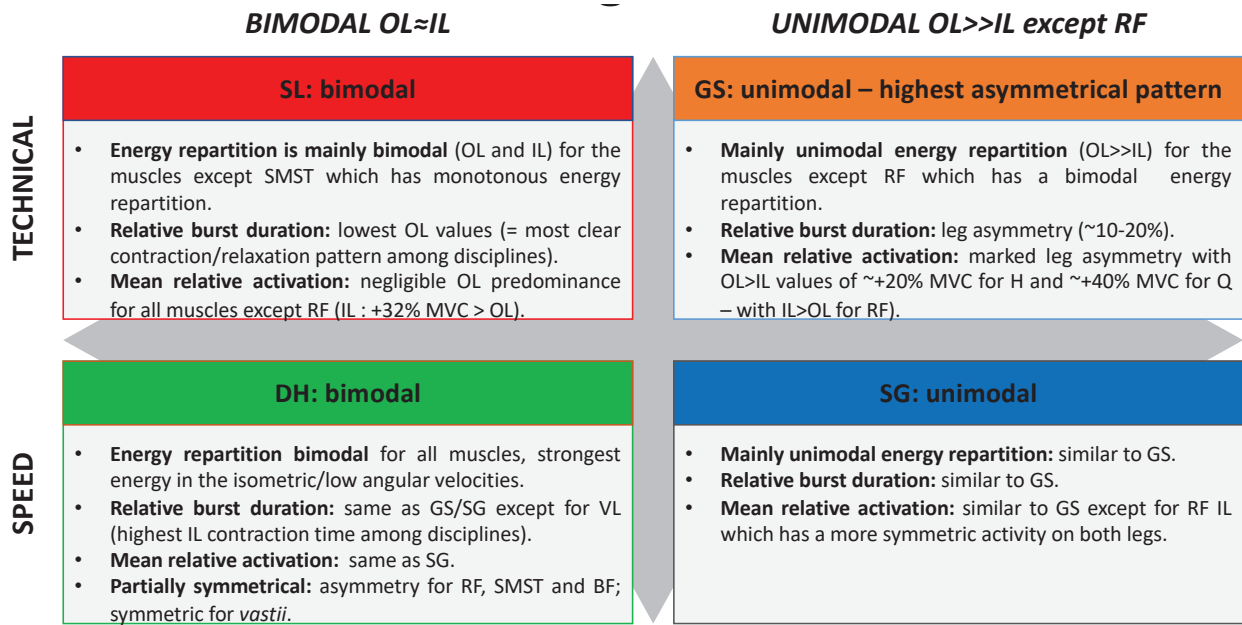 BIMODAL OL≈IL
UNIMODAL OL>>IL except RF
TECHNICAL
SL: bimodal
• Energy repartition is mainly bimodal (OL and IL) for the
muscles except SMST which has monotonous energy
repartition.
• Relative burst duration: lowest OL values (= most clear
contraction/relaxation pattern among disciplines).
• Mean relative activation: negligible OL predominance
for all muscles except RF (IL : +32% MVC > OL).
GS: unimodal – highest asymmetrical pattern
• Mainly unimodal energy repartition (OL>>IL) for the
muscles except RF which has a bimodal energy
repartition.
• Relative burst duration: leg asymmetry (~10-20%).
• Mean relative activation: marked leg asymmetry with
OL>IL values of ~+20% MVC for H and ~+40% MVC for Q
– with IL>OL for RF).
SPEED
DH: bimodal
• Energy repartition bimodal for all muscles, strongest
energy in the isometric/low angular velocities.
• Relative burst duration: same as GS/SG except for VL
(highest IL contraction time among disciplines).
• Mean relative activation: same as SG.
• Partially symmetrical: asymmetry for RF, SMST and BF;
symmetric for vastii.
SG: unimodal
• Mainly unimodal energy repartition: similar to GS.
• Relative burst duration: similar to GS.
• Mean relative activation: similar to GS except for RF IL
which has a more symmetric activity on both legs.